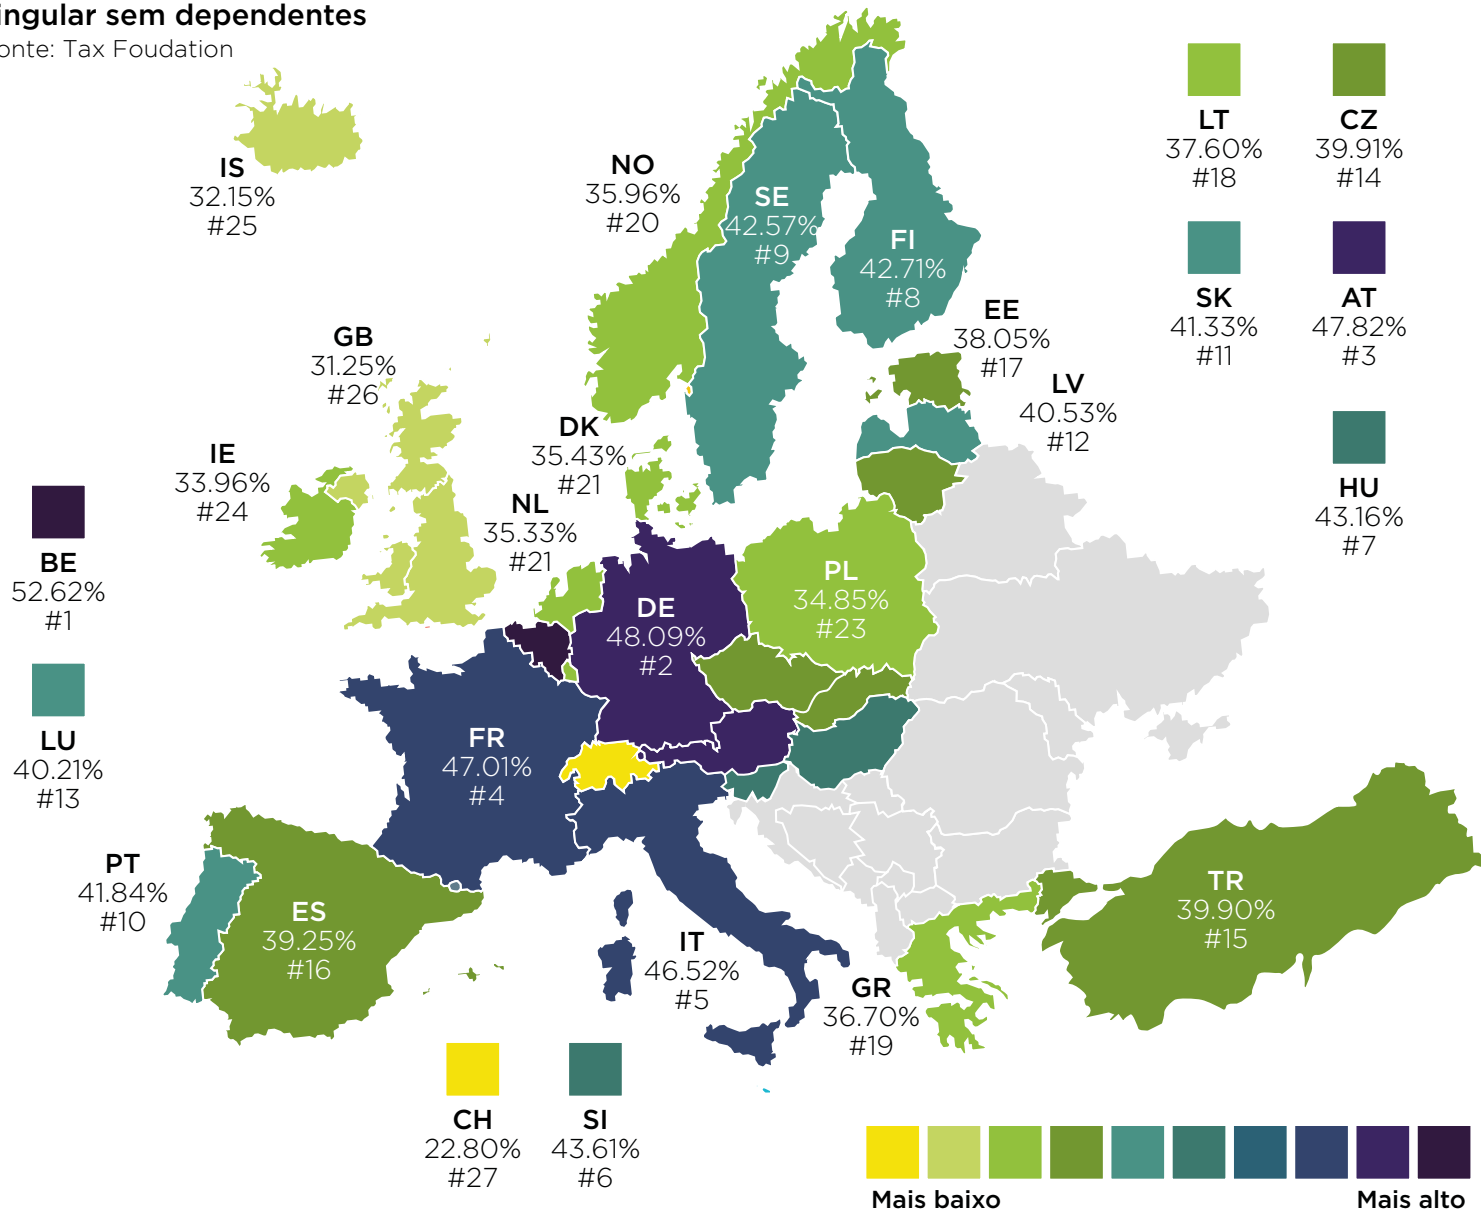 ingular sem dependentes
onte: Tax Foudation
IS
32.15%
#25
NO
35.96%
#20
SE
42.57%
#9
FI
42.71%
#8
LT
37.60%
#18
CZ
39.91%
#14
SK
41.33%
#11
AT
47.82%
#3
HU
43.16%
#7
GB
31.25%
#26
EE
38.05%
#17
LV
40.53%
#12
IE
33.96%
#24
DK
35.43%
#21
NL
35.33%
#21
BE
52.62%
#1
LU
40.21%
#13
DE
48.09%
#2
PL
34.85%
#23
FR
47.01%
#4
PT
41.84%
#10
ES
39.25%
#16
IT
46.52%
#5
GR
36.70%
#19
TR
39.90%
#15
CH
22.80%
#27
SI
43.61%
#6
Mais baixo
Mais alto